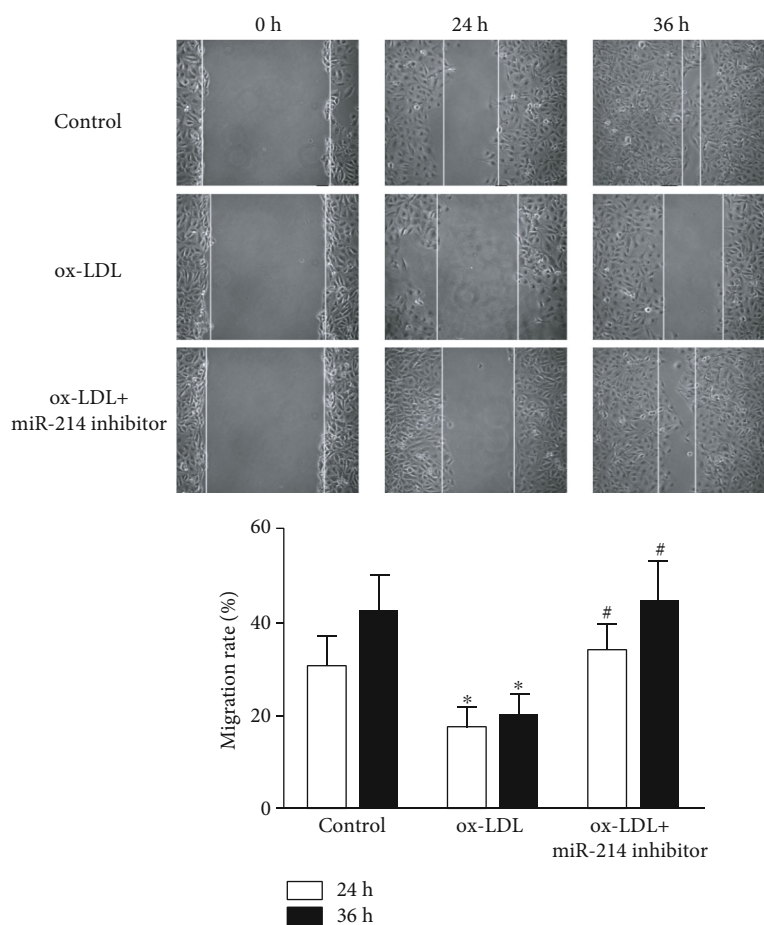 0 h 24 h 36 h
Control
ox-LDL
ox-LDL+
miR-214 inhibitor
60
40
20
0
Migration rate (%)
*
*
#
#
Control ox-LDL ox-LDL+
miR-214 inhibitor
24 h
36 h